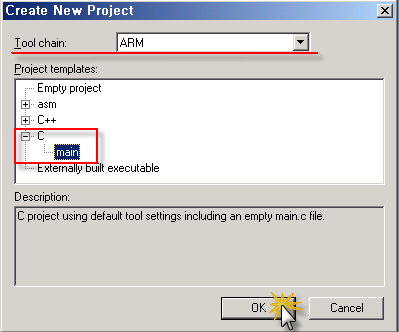 Create New Project
Tool chain: ARM
Project templates:
Empty project
asm
C++
C
main
Externally built executable
Description:
C project using default tool settings including an empty main.c file.
OK Cancel